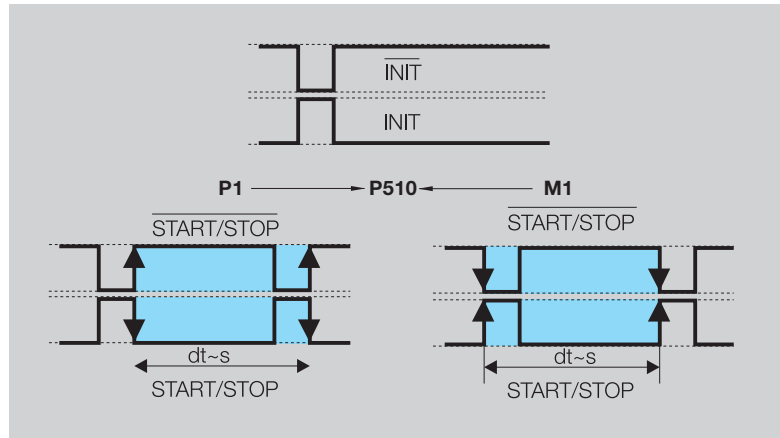 INIT
INIT
P1 P510 M1
START/STOP START/STOP
dt~s dt~s
START/STOP START/STOP